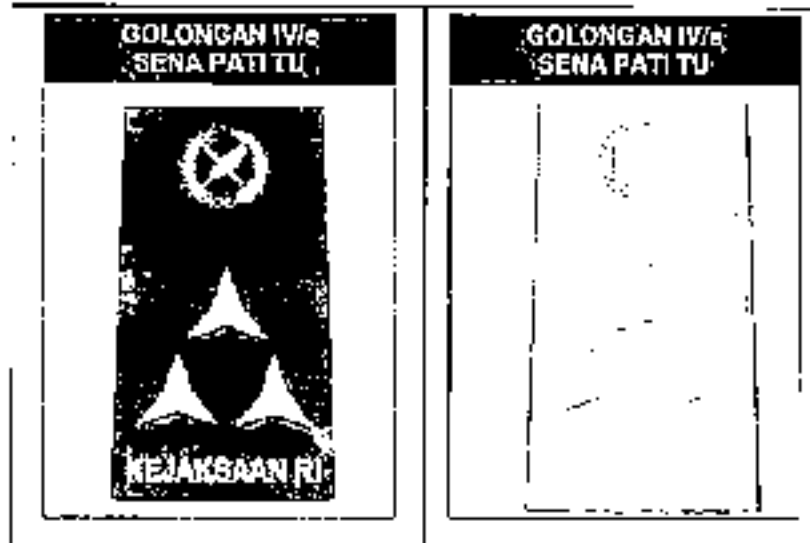 GOLONGAN IV/e
SENA PATI TU
KEJAKSAAN RI
GOLONGAN IV/e
SENA PATI TU